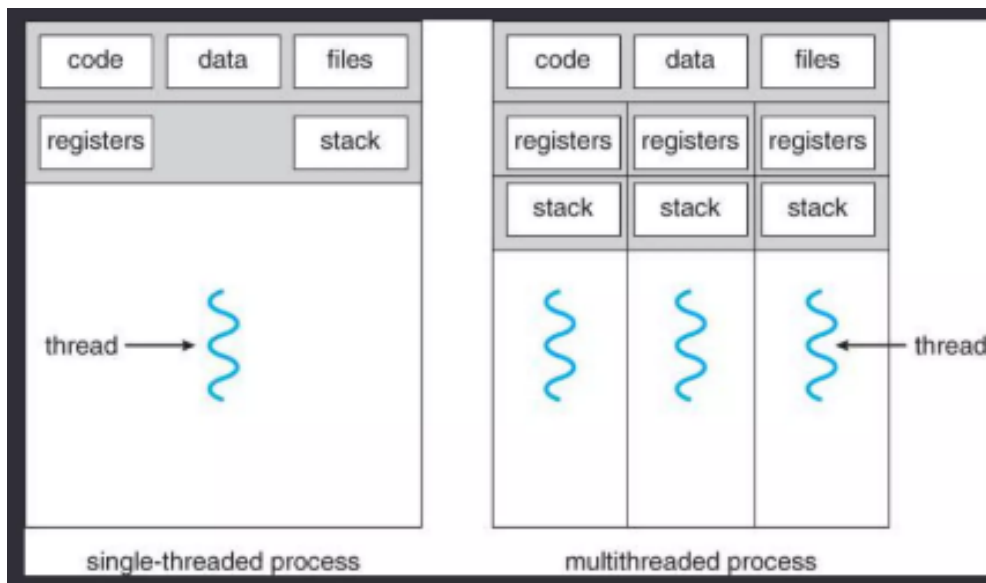 code data files code data files
registers stack registers registers registers
stack stack stack
thread thread
single-threaded process multithreaded process